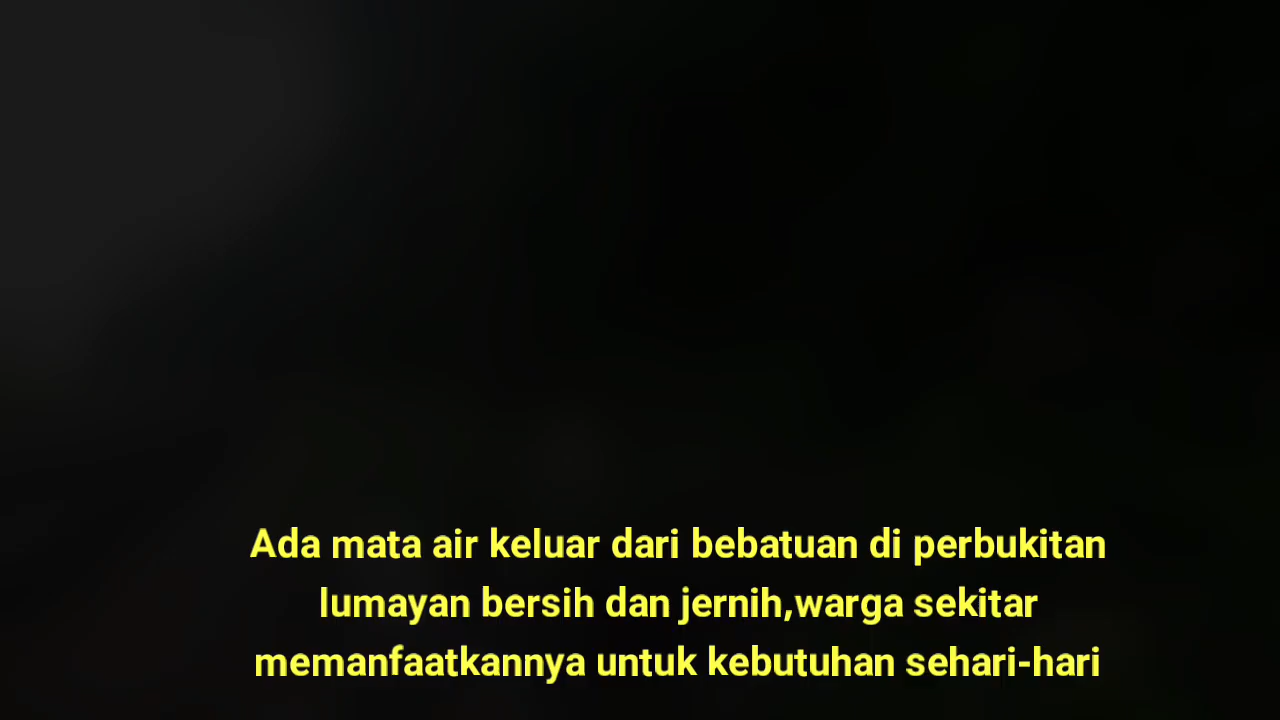 Ada mata air keluar dari bebatuan di perbukitan
lumayan bersih dan jernih,warga sekitar
memanfaatkannya untuk kebutuhan sehari-hari